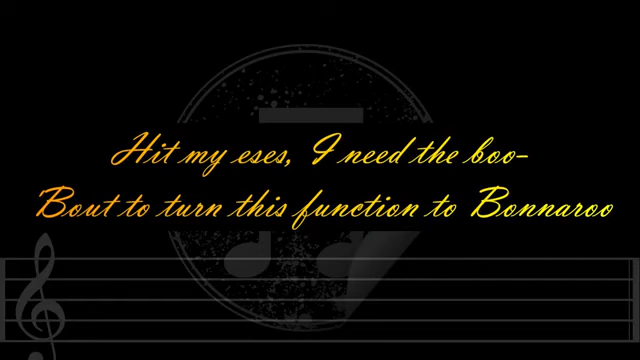 Hit my eses, I need the boo-
'Bout to turn this function to Bonnaroo